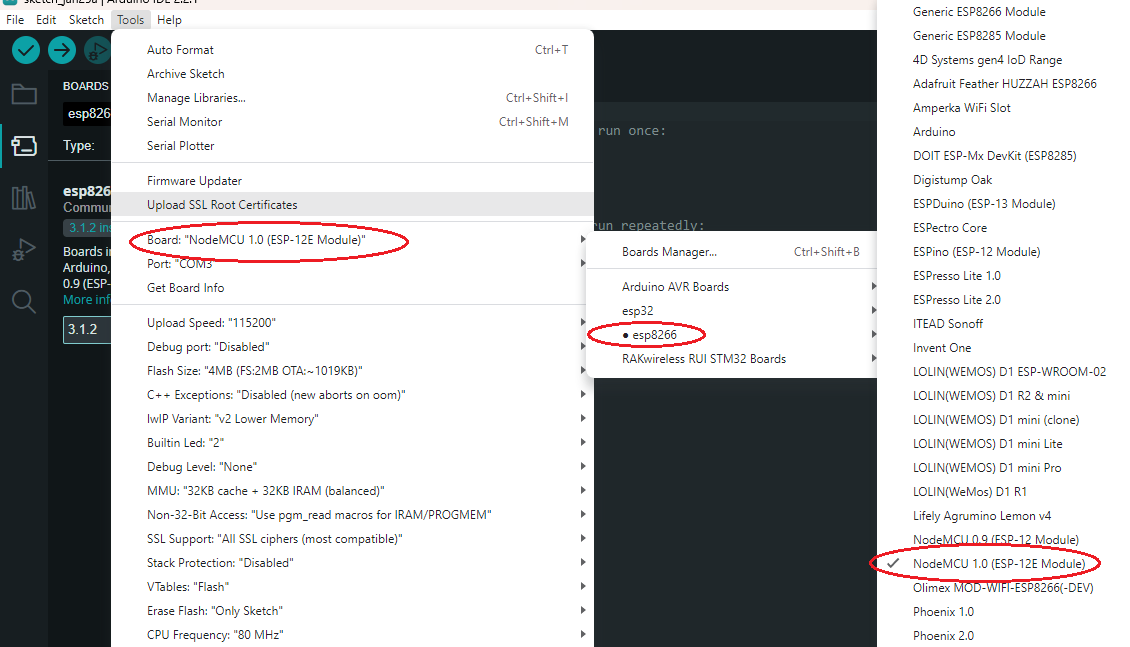 sketch_jan29a | Arduino IDE 2.2.1
File Edit Sketch Tools Help
BOARDS
esp826
Type:
esp826
Commun
3.1.2 ins
Boards in
Arduino,
0.9 (ESP-
More info
3.1.2
Auto Format Ctrl+T
Archive Sketch
Manage Libraries... Ctrl+Shift+I
Serial Monitor Ctrl+Shift+M
Serial Plotter
Firmware Updater
Upload SSL Root Certificates
Board: "NodeMCU 1.0 (ESP-12E Module)"
Port: "COM3"
Get Board Info
Upload Speed: "115200"
Debug port: "Disabled"
Flash Size: "4MB (FS:2MB OTA:~1019KB)"
C++ Exceptions: "Disabled (new aborts on oom)"
lwIP Variant: "v2 Lower Memory"
Builtin Led: "2"
Debug Level: "None"
MMU: "32KB cache + 32KB IRAM (balanced)"
Non-32-Bit Access: "Use pgm_read macros for IRAM/PROGMEM"
SSL Support: "All SSL ciphers (most compatible)"
Stack Protection: "Disabled"
VTables: "Flash"
Erase Flash: "Only Sketch"
CPU Frequency: "80 MHz"
run once:
run repeatedly:
Boards Manager... Ctrl+Shift+B
Arduino AVR Boards
esp32
● esp8266
RAKwireless RUI STM32 Boards
Generic ESP8266 Module
Generic ESP8285 Module
4D Systems gen4 IoD Range
Adafruit Feather HUZZAH ESP8266
Amperka WiFi Slot
Arduino
DOIT ESP-Mx DevKit (ESP8285)
Digistump Oak
ESPDuino (ESP-13 Module)
ESPectro Core
ESPino (ESP-12 Module)
ESPresso Lite 1.0
ESPresso Lite 2.0
ITEAD Sonoff
Invent One
LOLIN(WEMOS) D1 ESP-WROOM-02
LOLIN(WEMOS) D1 R2 & mini
LOLIN(WEMOS) D1 mini (clone)
LOLIN(WEMOS) D1 mini Lite
LOLIN(WEMOS) D1 mini Pro
LOLIN(WeMos) D1 R1
Lifely Agrumino Lemon v4
NodeMCU 0.9 (ESP-12 Module)
NodeMCU 1.0 (ESP-12E Module)
Olimex MOD-WIFI-ESP8266(-DEV)
Phoenix 1.0
Phoenix 2.0